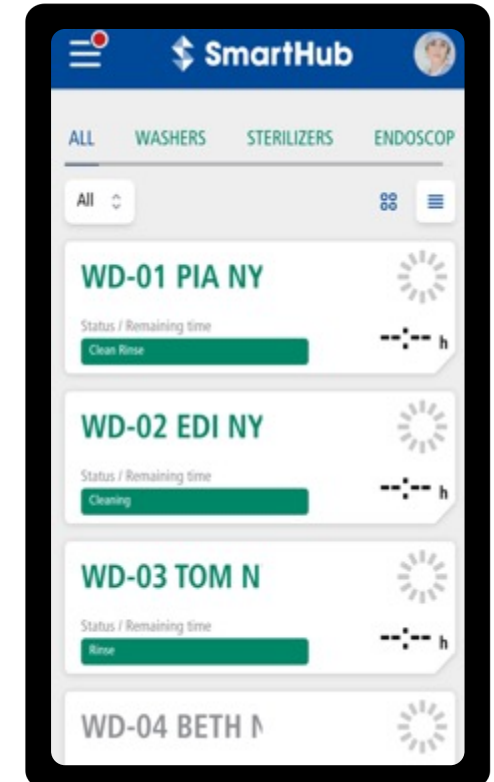 SmartHub
ALL WASHERS STERILIZERS ENDOSCOP
All
WD-01 PIA NY
Status / Remaining time
Clean Rinse
--:-- h
WD-02 EDI NY
Status / Remaining time
Cleaning
--:-- h
WD-03 TOM N
Status / Remaining time
Rinse
--:-- h
WD-04 BETH N